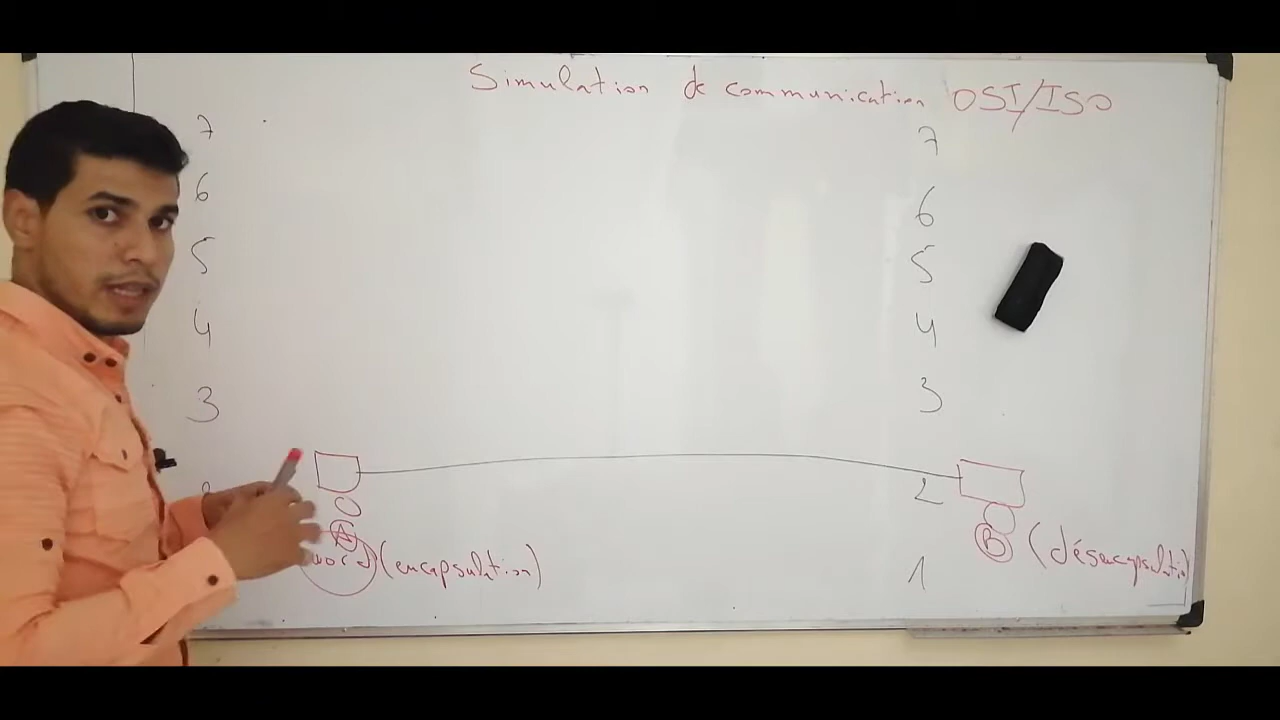 Simulation de communication OSI/ISO
7 7
6 6
5 5
4 4
3 3
2
A B (désencapsulation)
word (encapsulation)
1